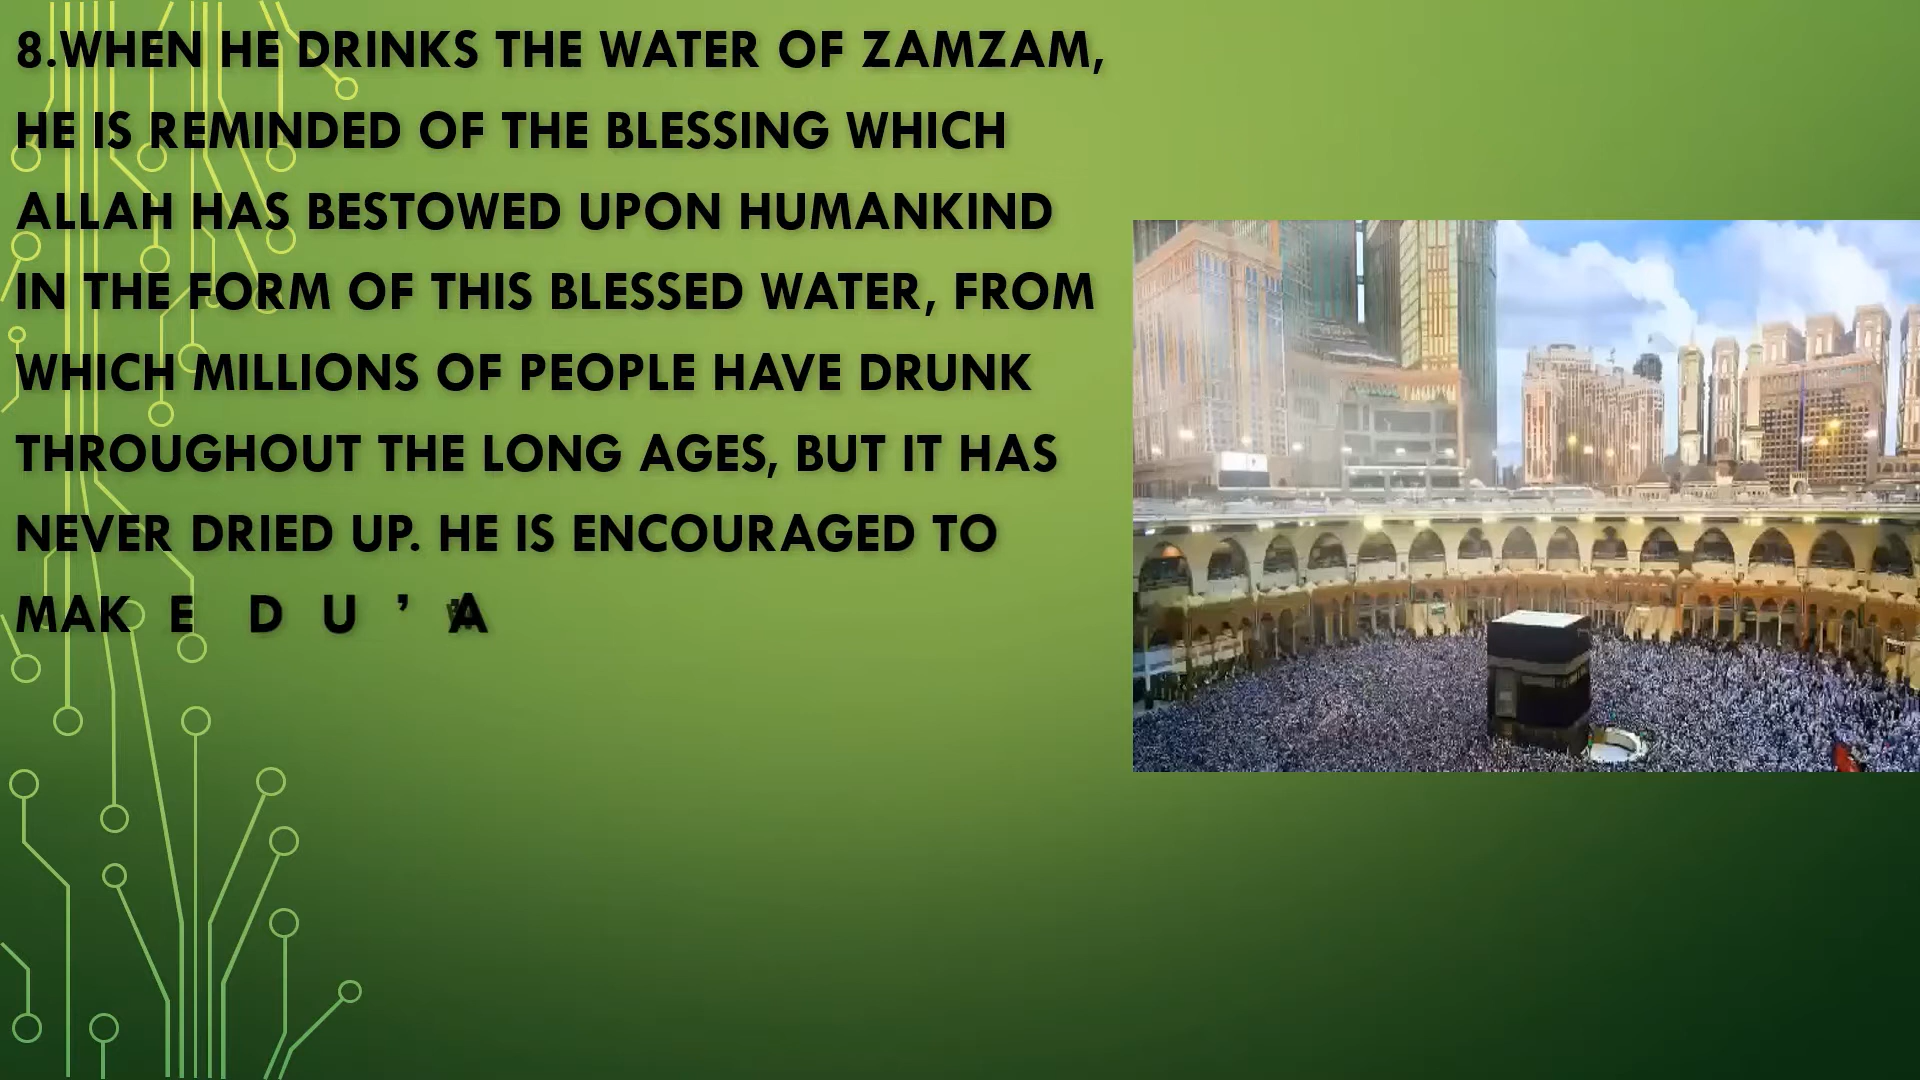 8.WHEN HE DRINKS THE WATER OF ZAMZAM,
HE IS REMINDED OF THE BLESSING WHICH
ALLAH HAS BESTOWED UPON HUMANKIND
IN THE FORM OF THIS BLESSED WATER, FROM
WHICH MILLIONS OF PEOPLE HAVE DRUNK
THROUGHOUT THE LONG AGES, BUT IT HAS
NEVER DRIED UP. HE IS ENCOURAGED TO
MAKE DU’A